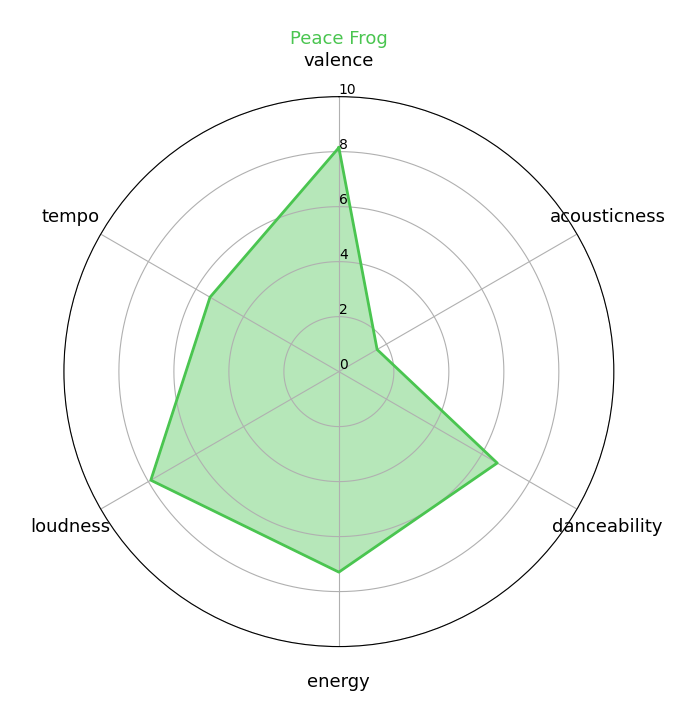 Peace Frog
valence
10
8
6
4
2
0
tempo
acousticness
loudness
danceability
energy